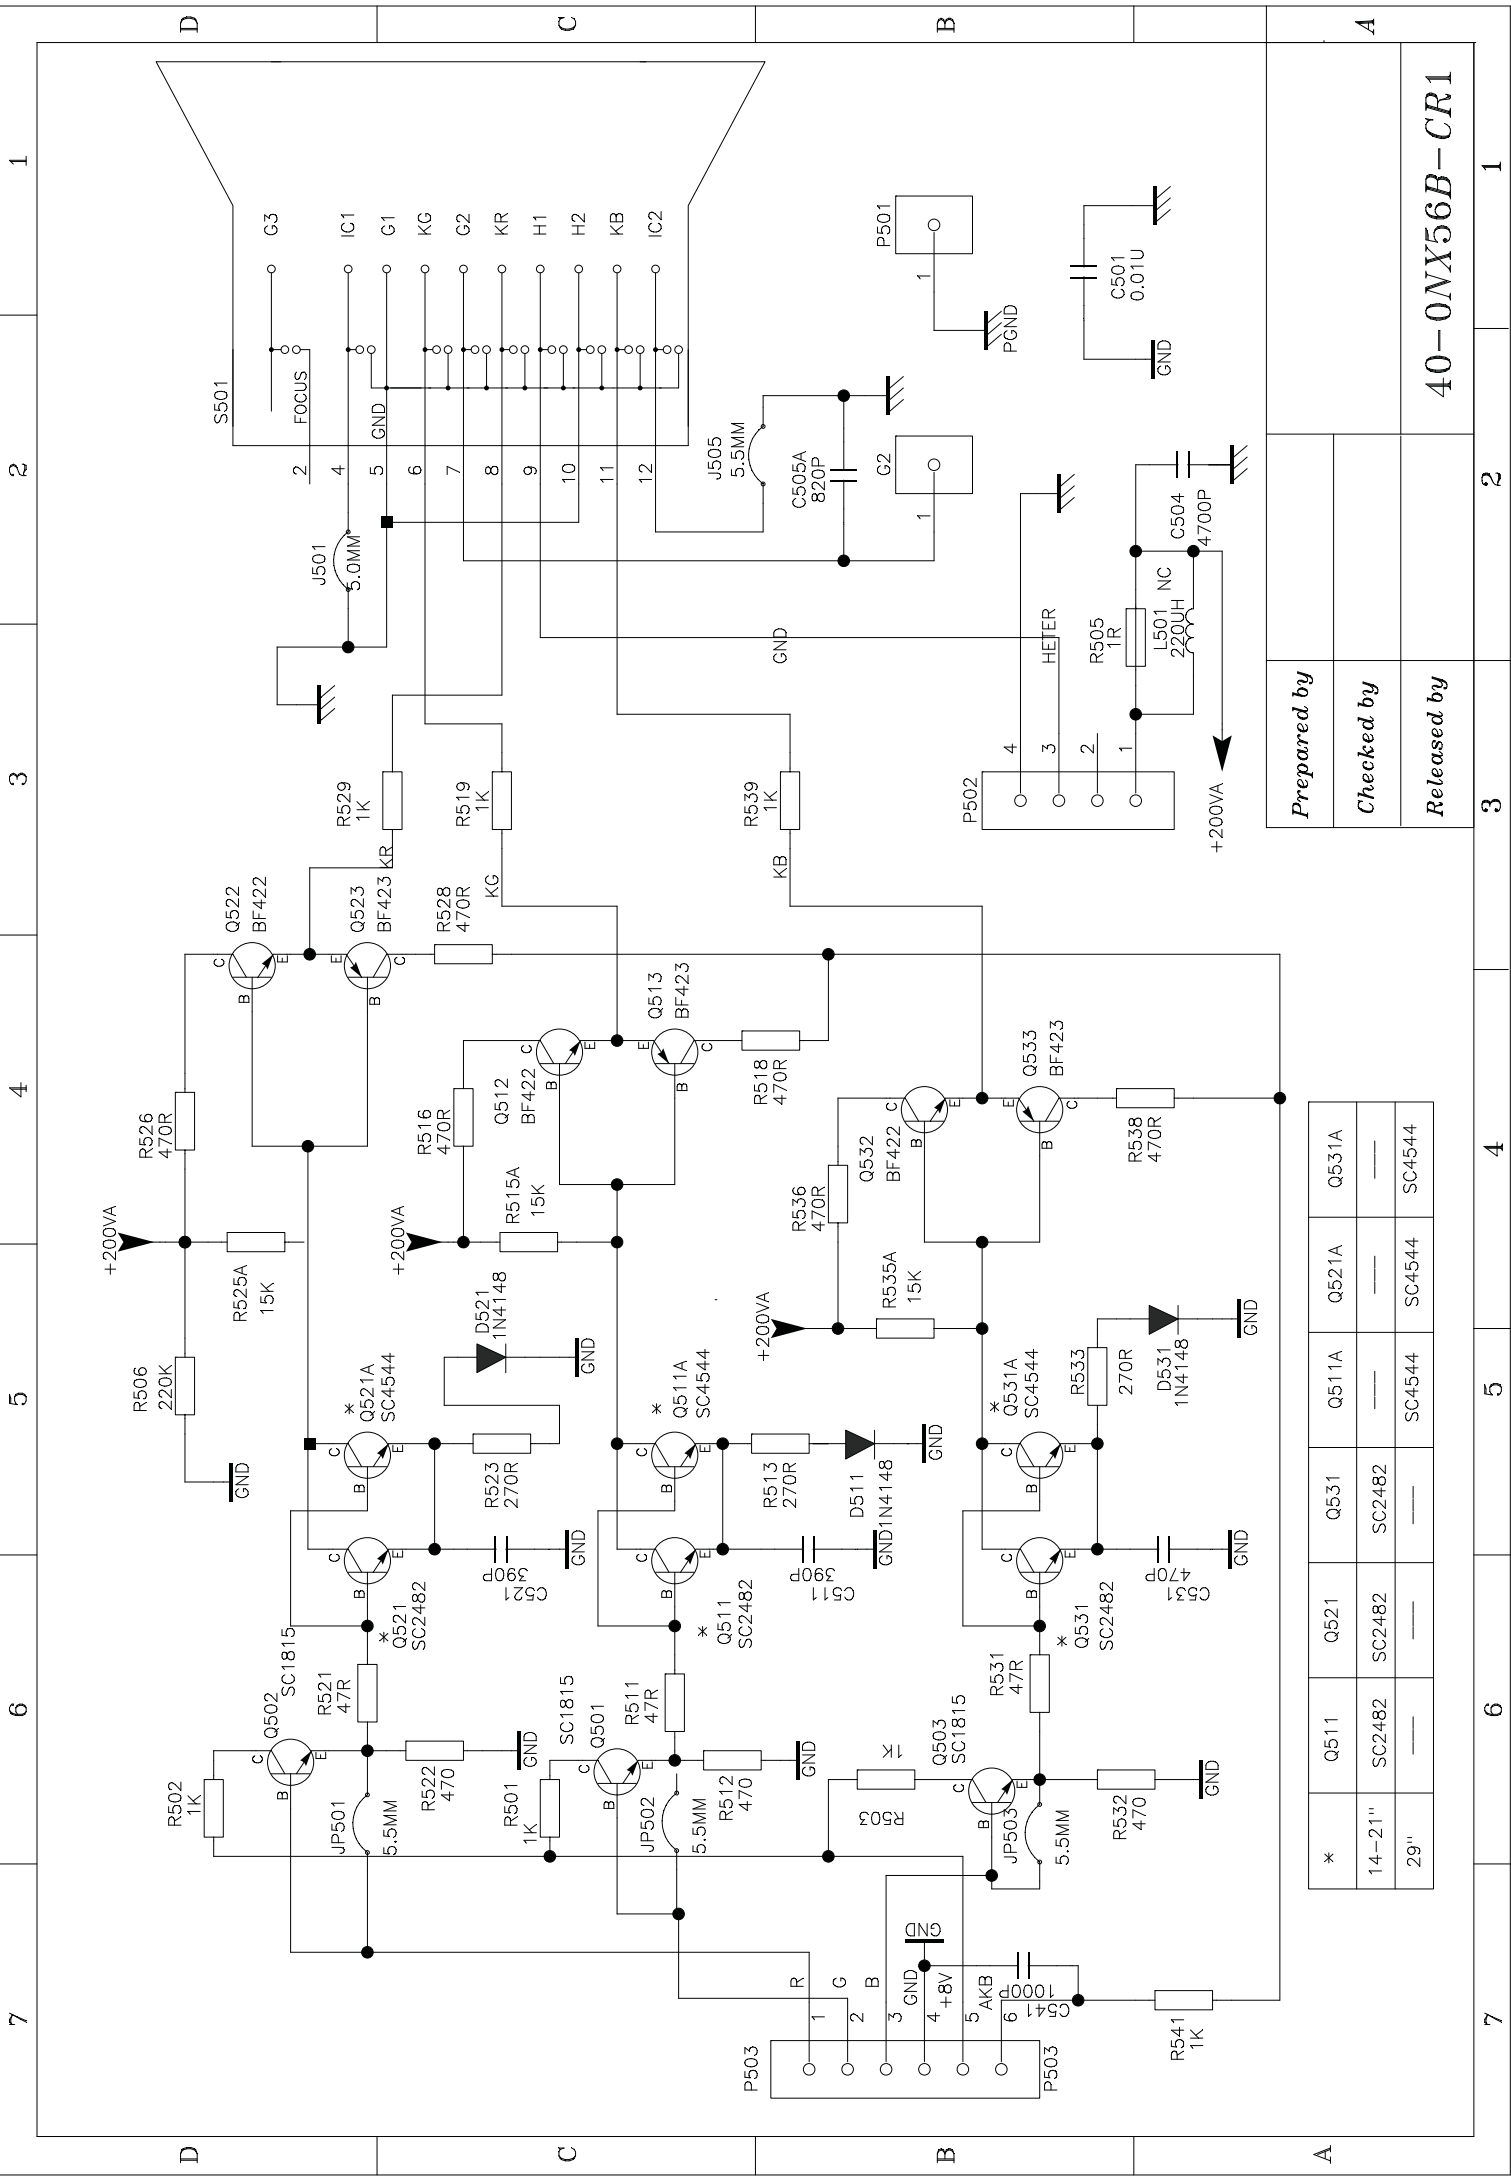 D
C
B
A
1
2
3
4
5
6
7
S501
G3
IC1
G1
KG
G2
KR
H1
H2
KB
IC2
FOCUS
GND
2
4
5
6
7
8
9
10
11
12
J501
5.0MM
J505
5.5MM
C505A
820P
G2
1
P501
1
PGND
C501
0.01U
GND
C504
4700P
NC
L501
220UH
R505
1R
HETER
GND
P502
4
3
2
1
+200VA
R529
1K
KR
R519
1K
KG
R539
1K
KB
Q522
BF422
C
B
E
Q523
BF423
E
B
C
R528
470R
Q513
BF423
E
B
C
Q512
BF422
C
B
E
R518
470R
R516
470R
R526
470R
+200VA
R525A
15K
R506
220K
GND
+200VA
R515A
15K
D521
1N4148
GND
Q532
BF422
C
B
E
Q533
BF423
E
B
C
R538
470R
R536
470R
+200VA
R535A
15K
*
Q521A
SC4544
C
B
E
R523
270R
*
Q511A
SC4544
C
B
E
R513
270R
D511
1N4148
GND
*
Q531A
SC4544
C
B
E
R533
270R
D531
1N4148
GND
*
Q521
SC2482
C
B
E
C521
390P
GND
*
Q511
SC2482
C
B
E
C511
390P
GND
*
Q531
SC2482
C
B
E
C531
470P
GND
Q502
SC1815
C
B
E
R502
1K
R521
47R
R522
470
GND
JP501
5.5MM
Q501
SC1815
C
B
E
R501
1K
R511
47R
R512
470
GND
JP502
5.5MM
Q503
SC1815
C
B
E
R503
1K
R531
47R
R532
470
GND
JP503
5.5MM
P503
1
2
3
4
5
6
R
G
B
GND
+8V
AKB
GND
C541
1000P
P503
R541
1K
* Q511 Q521 Q531 Q511A Q521A Q531A
14-21" SC2482 SC2482 SC2482 — — —
29" — — — SC4544 SC4544 SC4544
Prepared by
Checked by
Released by
40-0NX56B-CR1
1
2
3
4
5
6
7
D
C
B
A